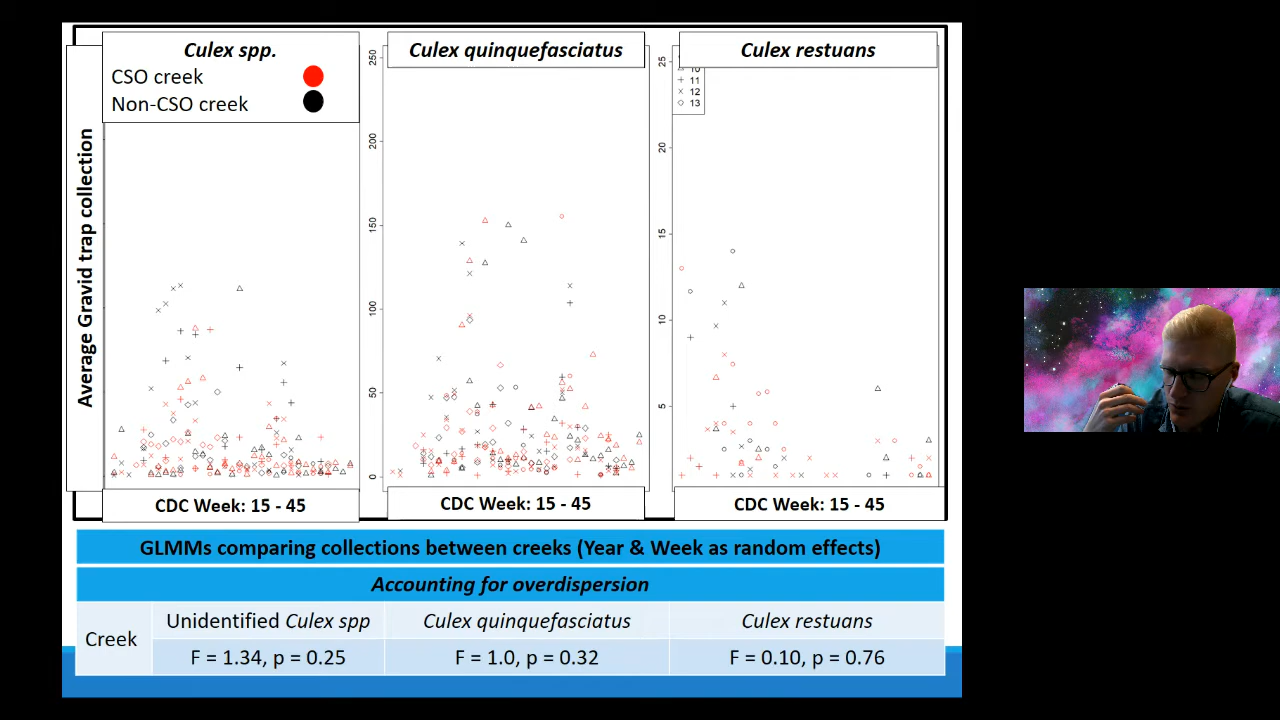 Culex spp.
CSO creek
Non-CSO creek
Culex quinquefasciatus
Culex restuans
Average Gravid trap collection
250
200
150
100
50
0
25
20
15
10
5
11
12
13
CDC Week: 15 - 45
CDC Week: 15 - 45
CDC Week: 15 - 45
GLMMs comparing collections between creeks (Year & Week as random effects)
Accounting for overdispersion
Creek
Unidentified Culex spp
Culex quinquefasciatus
Culex restuans
F = 1.34, p = 0.25
F = 1.0, p = 0.32
F = 0.10, p = 0.76